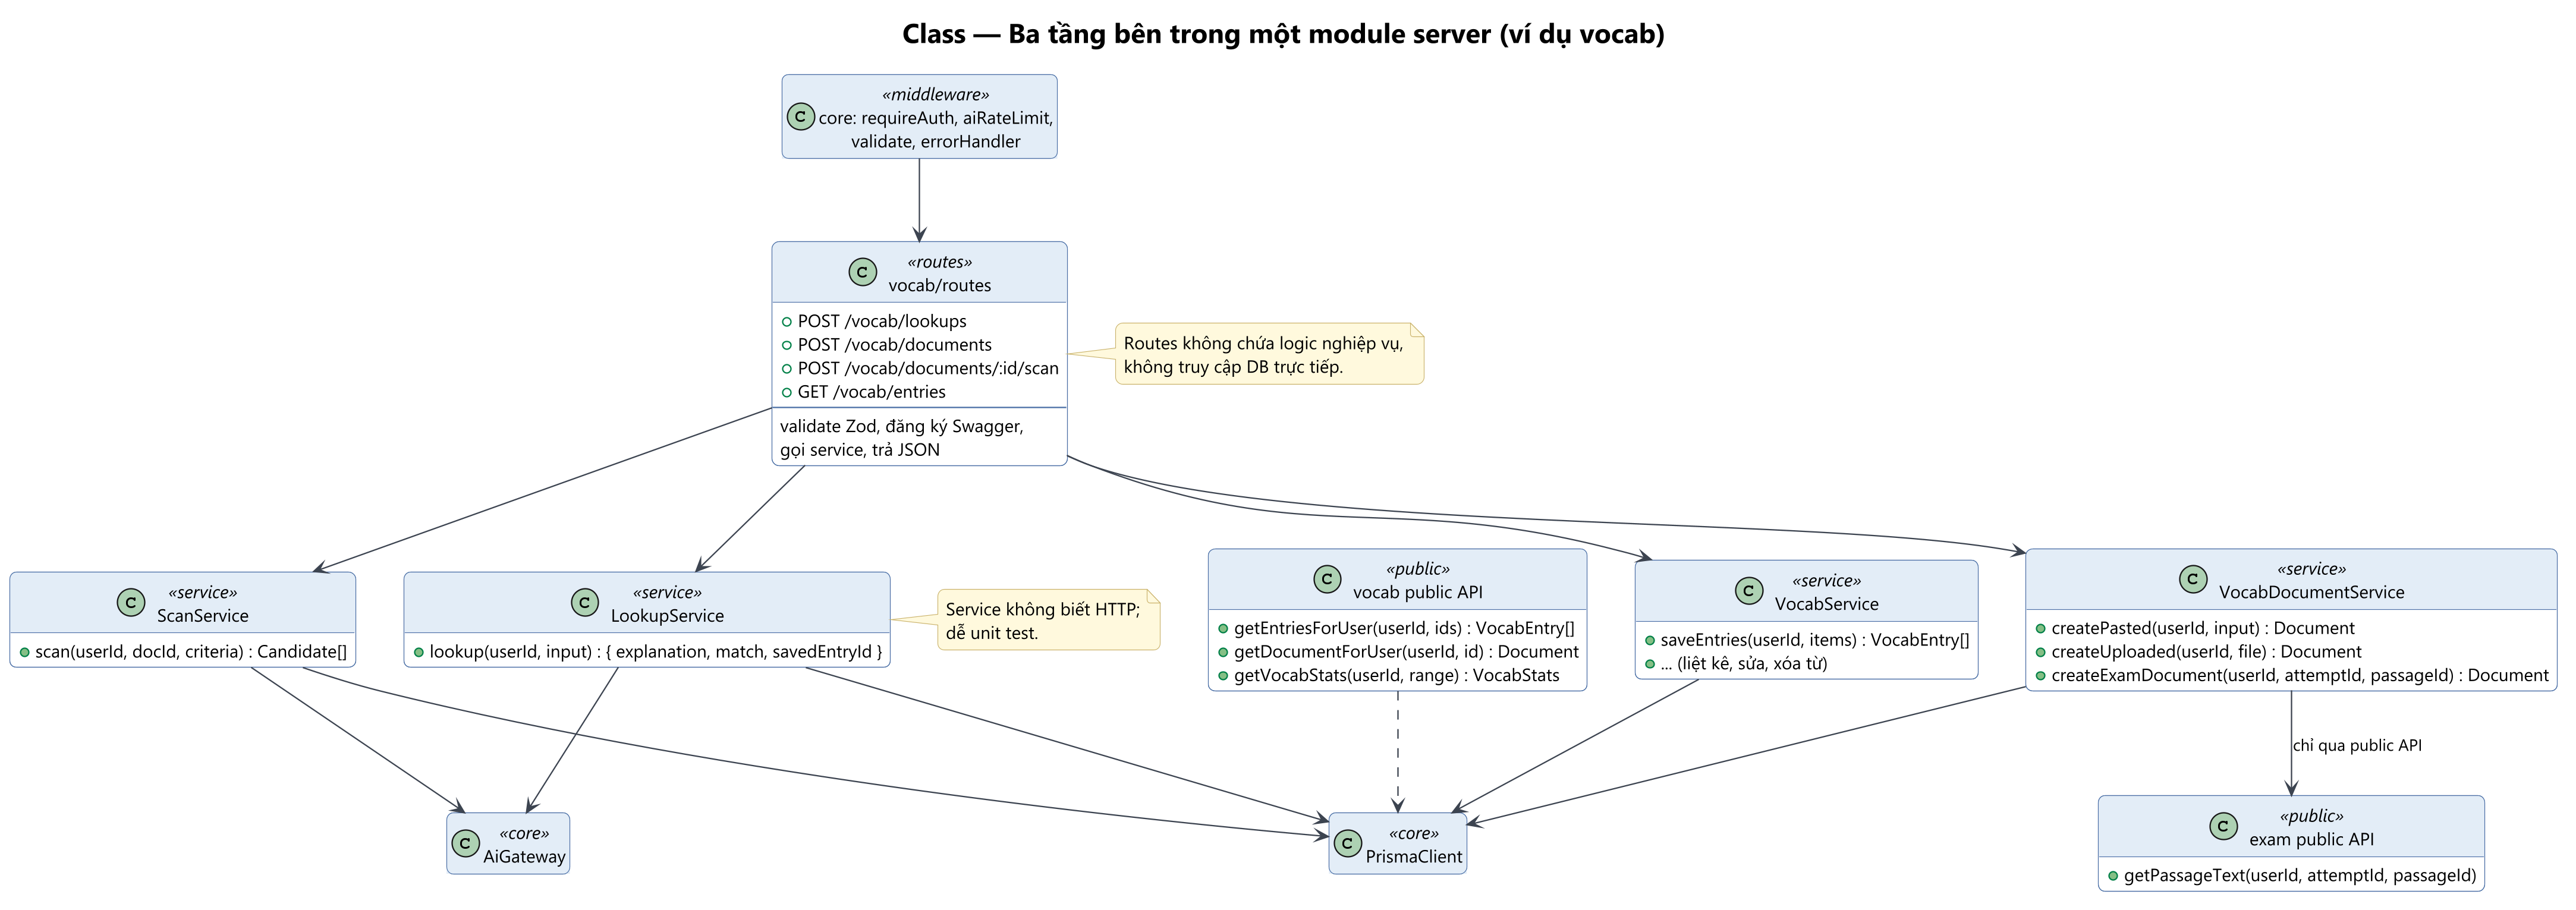 Class — Ba tầng bên trong một module server (ví dụ vocab)
C
«middleware»
core: requireAuth, aiRateLimit,
validate, errorHandler
C
«routes»
vocab/routes
POST /vocab/lookups
POST /vocab/documents
POST /vocab/documents/:id/scan
GET /vocab/entries
validate Zod, đăng ký Swagger,
gọi service, trả JSON
Routes không chứa logic nghiệp vụ,
không truy cập DB trực tiếp.
C
«service»
ScanService
scan(userId, docId, criteria) : Candidate[]
C
«service»
LookupService
lookup(userId, input) : { explanation, match, savedEntryId }
Service không biết HTTP;
dễ unit test.
C
«public»
vocab public API
getEntriesForUser(userId, ids) : VocabEntry[]
getDocumentForUser(userId, id) : Document
getVocabStats(userId, range) : VocabStats
C
«service»
VocabService
saveEntries(userId, items) : VocabEntry[]
... (liệt kê, sửa, xóa từ)
C
«service»
VocabDocumentService
createPasted(userId, input) : Document
createUploaded(userId, file) : Document
createExamDocument(userId, attemptId, passageId) : Document
chỉ qua public API
C
«core»
AiGateway
C
«core»
PrismaClient
C
«public»
exam public API
getPassageText(userId, attemptId, passageId)